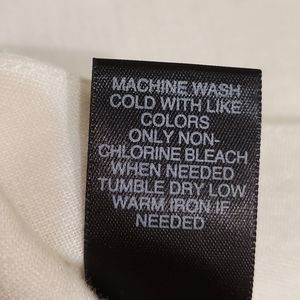 MACHINE WASH
COLD WITH LIKE
COLORS
ONLY NON-
CHLORINE BLEACH
WHEN NEEDED
TUMBLE DRY LOW
WARM IRON IF
NEEDED